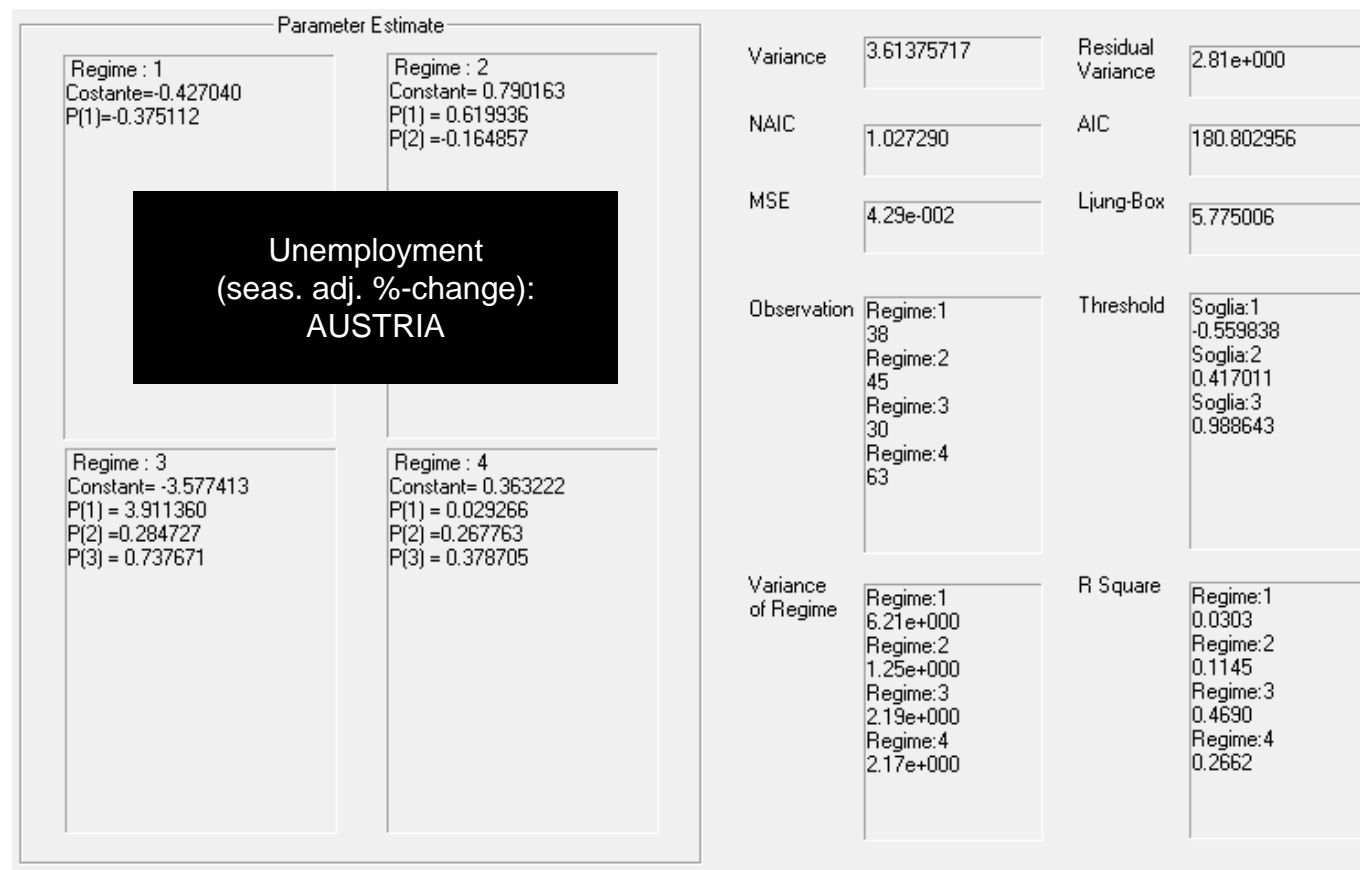 Parameter Estimate
Regime : 1
Costante=-0.427040
P(1)=-0.375112
Regime : 2
Constant= 0.790163
P(1) = 0.619936
P(2) =-0.164857
Unemployment
(seas. adj. %-change):
AUSTRIA
Regime : 3
Constant= -3.577413
P(1) = 3.911360
P(2) =0.284727
P(3) = 0.737671
Regime : 4
Constant= 0.363222
P(1) = 0.029266
P(2) =0.267763
P(3) = 0.378705
Variance
3.61375717
Residual
Variance
2.81e+000
NAIC
1.027290
AIC
180.802956
MSE
4.29e-002
Ljung-Box
5.775006
Observation
Regime:1
38
Regime:2
45
Regime:3
30
Regime:4
63
Threshold
Soglia:1
-0.559838
Soglia:2
0.417011
Soglia:3
0.988643
Variance
of Regime
Regime:1
6.21e+000
Regime:2
1.25e+000
Regime:3
2.19e+000
Regime:4
2.17e+000
R Square
Regime:1
0.0303
Regime:2
0.1145
Regime:3
0.4690
Regime:4
0.2662